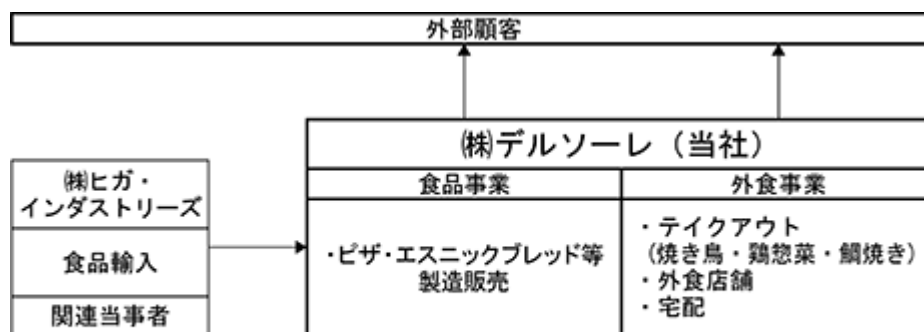 外部顧客
㈱デルソーレ（当社）
食品事業
外食事業
・ピザ・エスニックブレッド等
製造販売
・テイクアウト
（焼き鳥・鶏惣菜・鯛焼き）
・外食店舗
・宅配
㈱ヒガ・
インダストリーズ
食品輸入
関連当事者